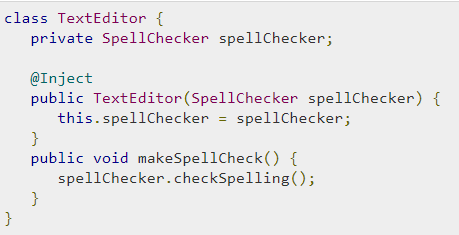 class TextEditor {
   private SpellChecker spellChecker;

   @Inject
   public TextEditor(SpellChecker spellChecker) {
      this.spellChecker = spellChecker;
   }
   public void makeSpellCheck() {
      spellChecker.checkSpelling();
   }
}